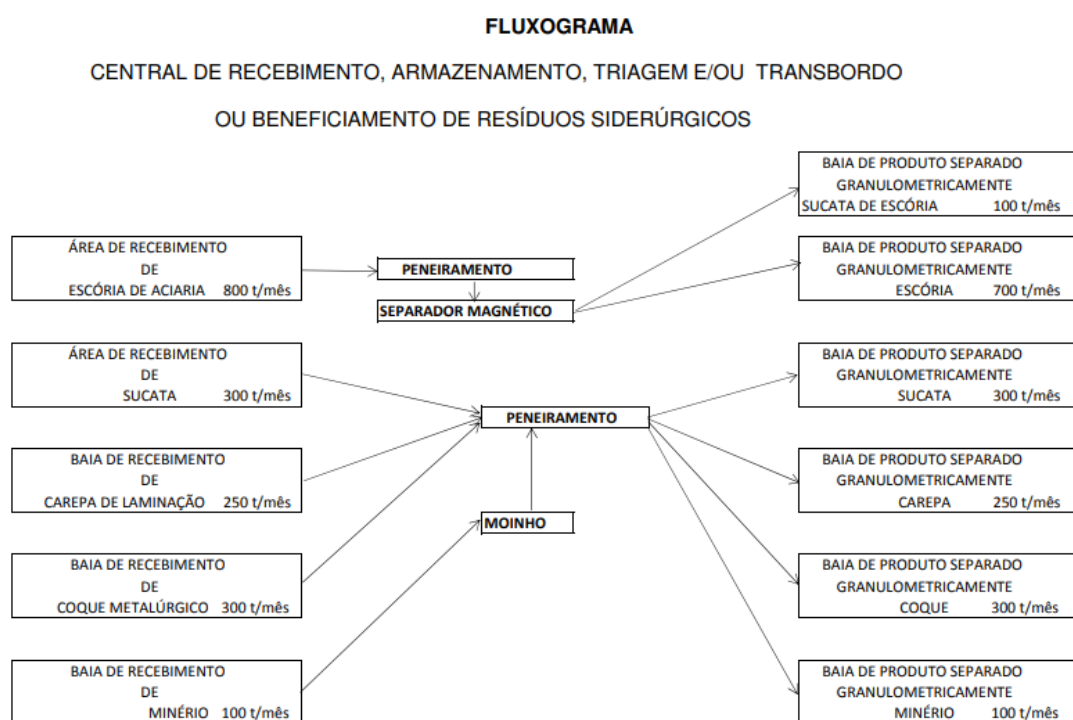 FLUXOGRAMA
CENTRAL DE RECEBIMENTO, ARMAZENAMENTO, TRIAGEM E/OU TRANSBORDO
OU BENEFICIAMENTO DE RESÍDUOS SIDERÚRGICOS
ÁREA DE RECEBIMENTO
DE
ESCÓRIA DE ACIARIA 800 t/mês
PENEIRAMENTO
SEPARADOR MAGNÉTICO
BAIA DE PRODUTO SEPARADO
GRANULOMETRICAMENTE
SUCATA DE ESCÓRIA 100 t/mês
BAIA DE PRODUTO SEPARADO
GRANULOMETRICAMENTE
ESCÓRIA 700 t/mês
ÁREA DE RECEBIMENTO
DE
SUCATA 300 t/mês
BAIA DE RECEBIMENTO
DE
CAREPA DE LAMINAÇÃO 250 t/mês
BAIA DE RECEBIMENTO
DE
COQUE METALÚRGICO 300 t/mês
BAIA DE RECEBIMENTO
DE
MINÉRIO 100 t/mês
PENEIRAMENTO
MOINHO
BAIA DE PRODUTO SEPARADO
GRANULOMETRICAMENTE
SUCATA 300 t/mês
BAIA DE PRODUTO SEPARADO
GRANULOMETRICAMENTE
CAREPA 250 t/mês
BAIA DE PRODUTO SEPARADO
GRANULOMETRICAMENTE
COQUE 300 t/mês
BAIA DE PRODUTO SEPARADO
GRANULOMETRICAMENTE
MINÉRIO 100 t/mês